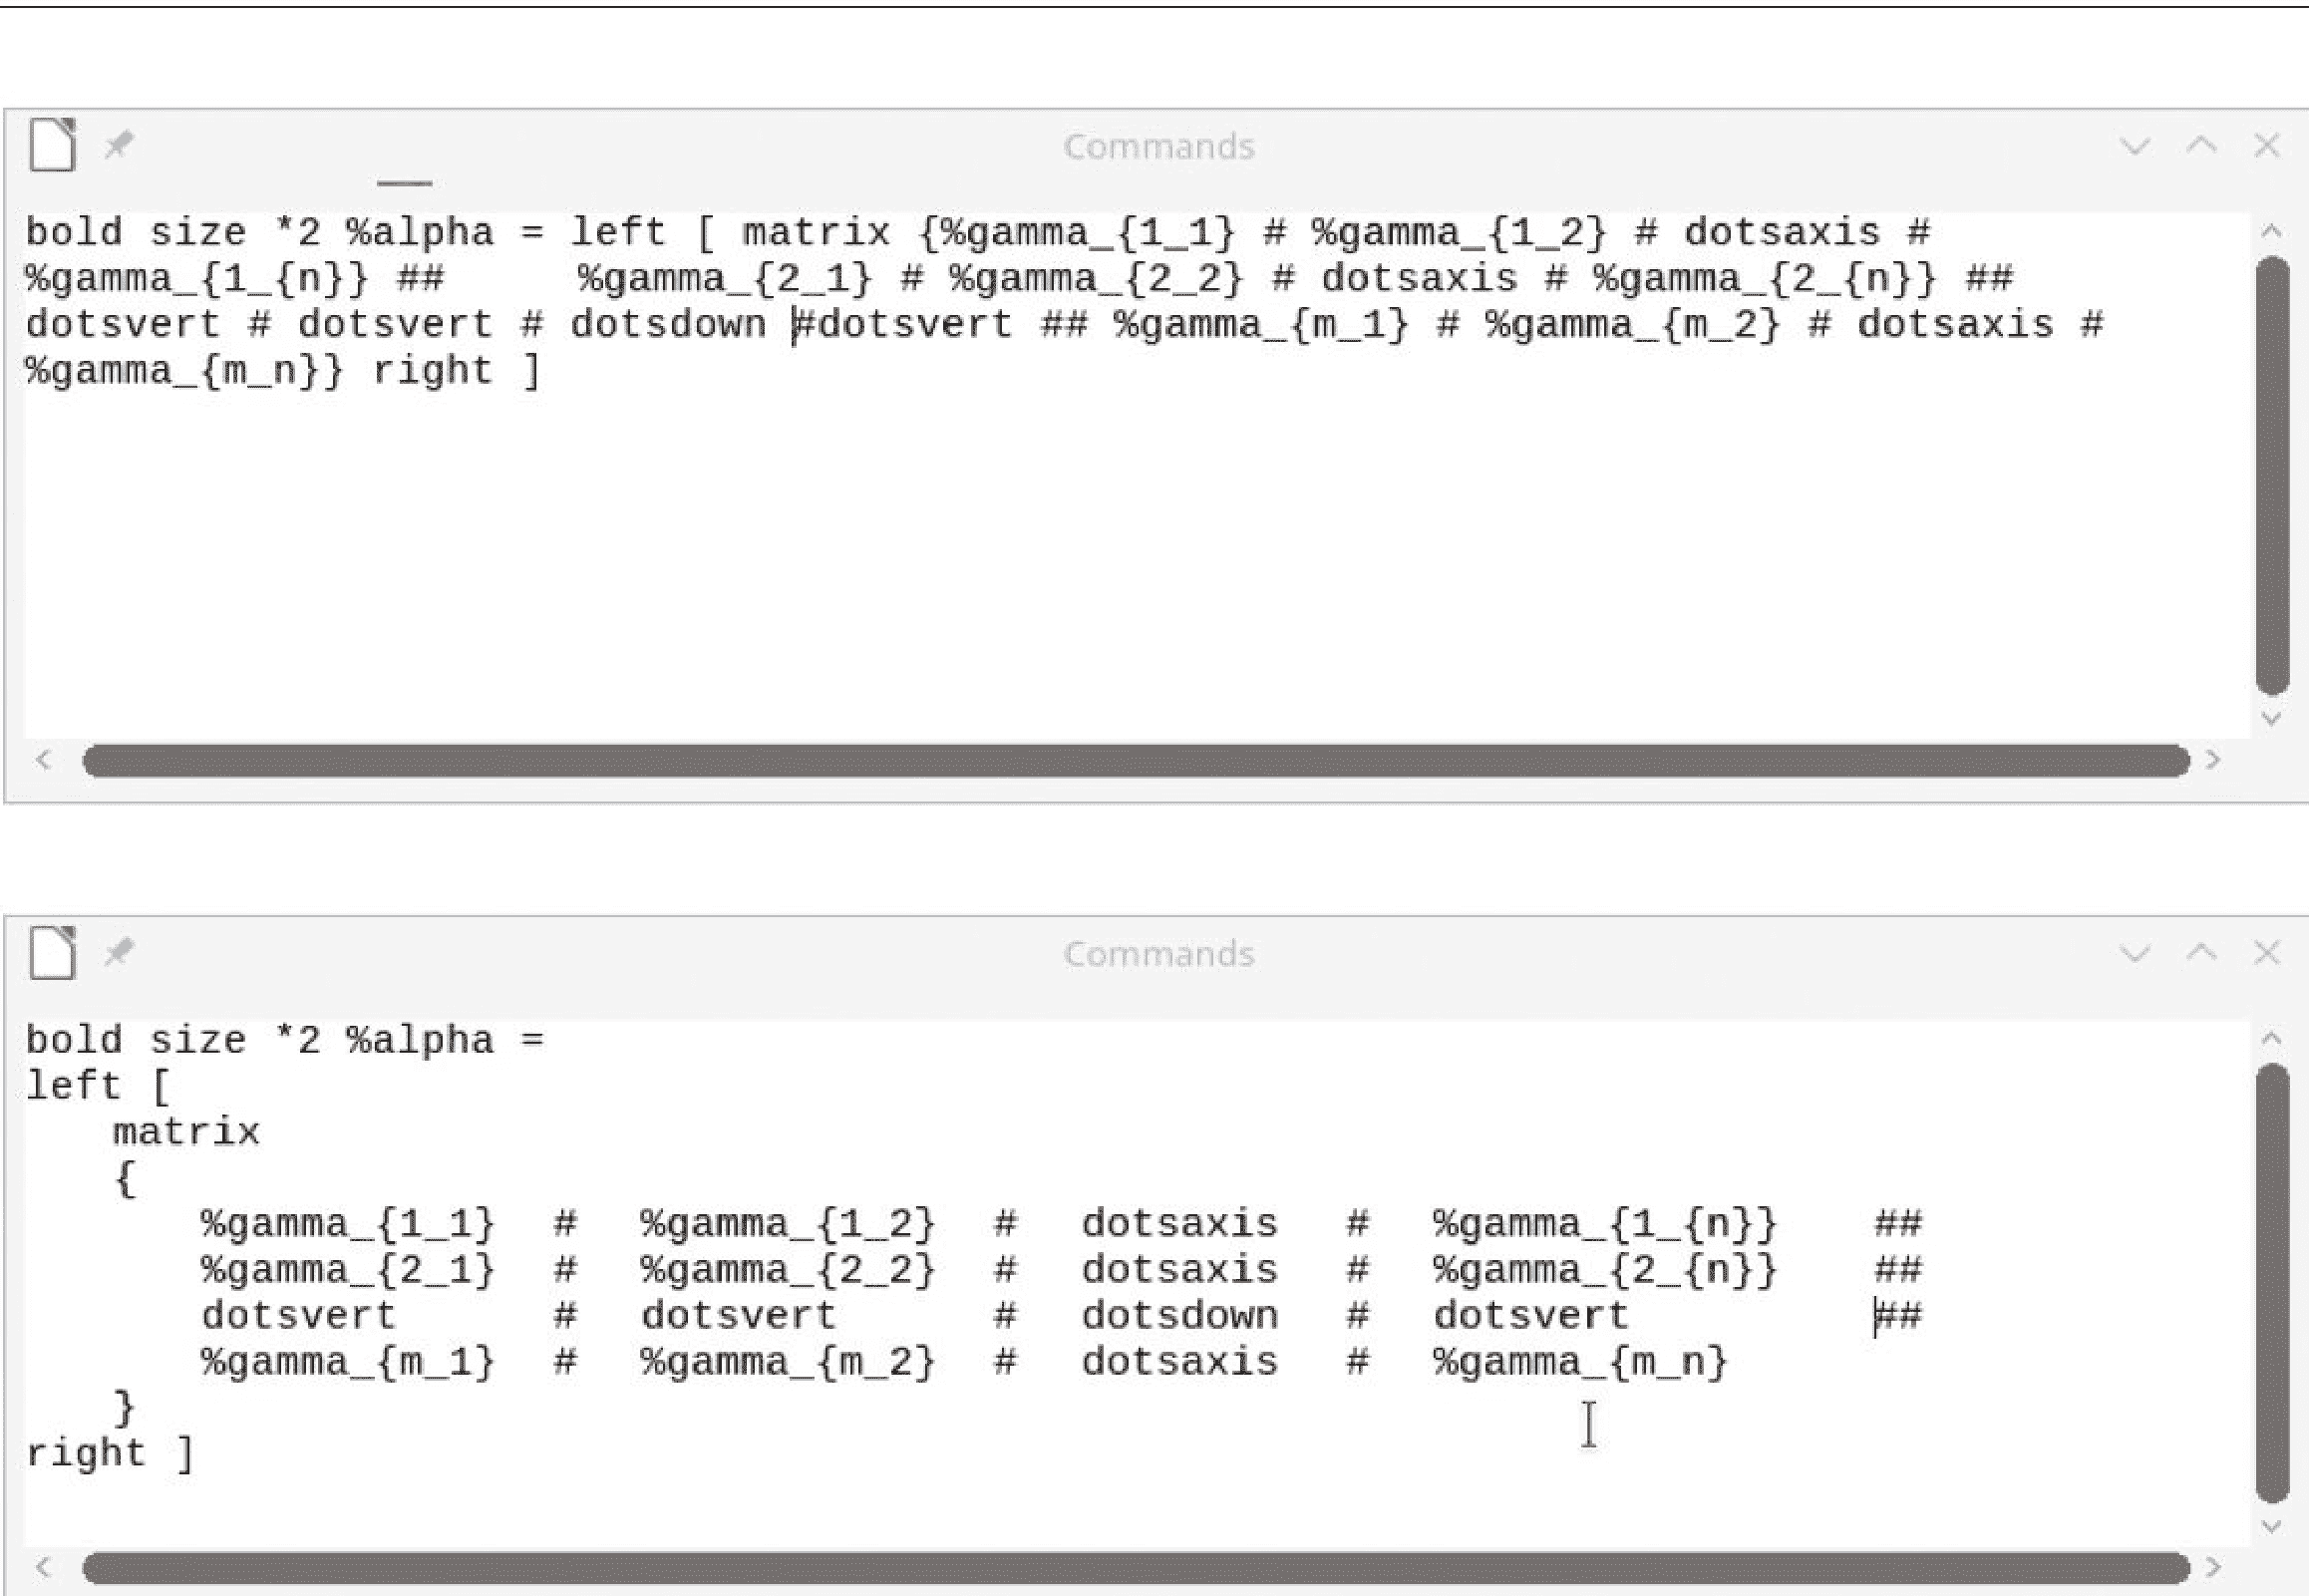 Commands
bold size *2 %alpha = left [ matrix {%gamma_{1_1} # %gamma_{1_2} # dotsaxis #
%gamma_{1_{n}} ##     %gamma_{2_1} # %gamma_{2_2} # dotsaxis # %gamma_{2_{n}} ##
dotsvert # dotsvert # dotsdown #dotsvert ## %gamma_{m_1} # %gamma_{m_2} # dotsaxis #
%gamma_{m_n}} right ]
Commands
bold size *2 %alpha =
left [
matrix
{
%gamma_{1_1} # %gamma_{1_2} # dotsaxis # %gamma_{1_{n}} ##
%gamma_{2_1} # %gamma_{2_2} # dotsaxis # %gamma_{2_{n}} ##
dotsvert # dotsvert # dotsdown # dotsvert ##
%gamma_{m_1} # %gamma_{m_2} # dotsaxis # %gamma_{m_n}
}
right ]